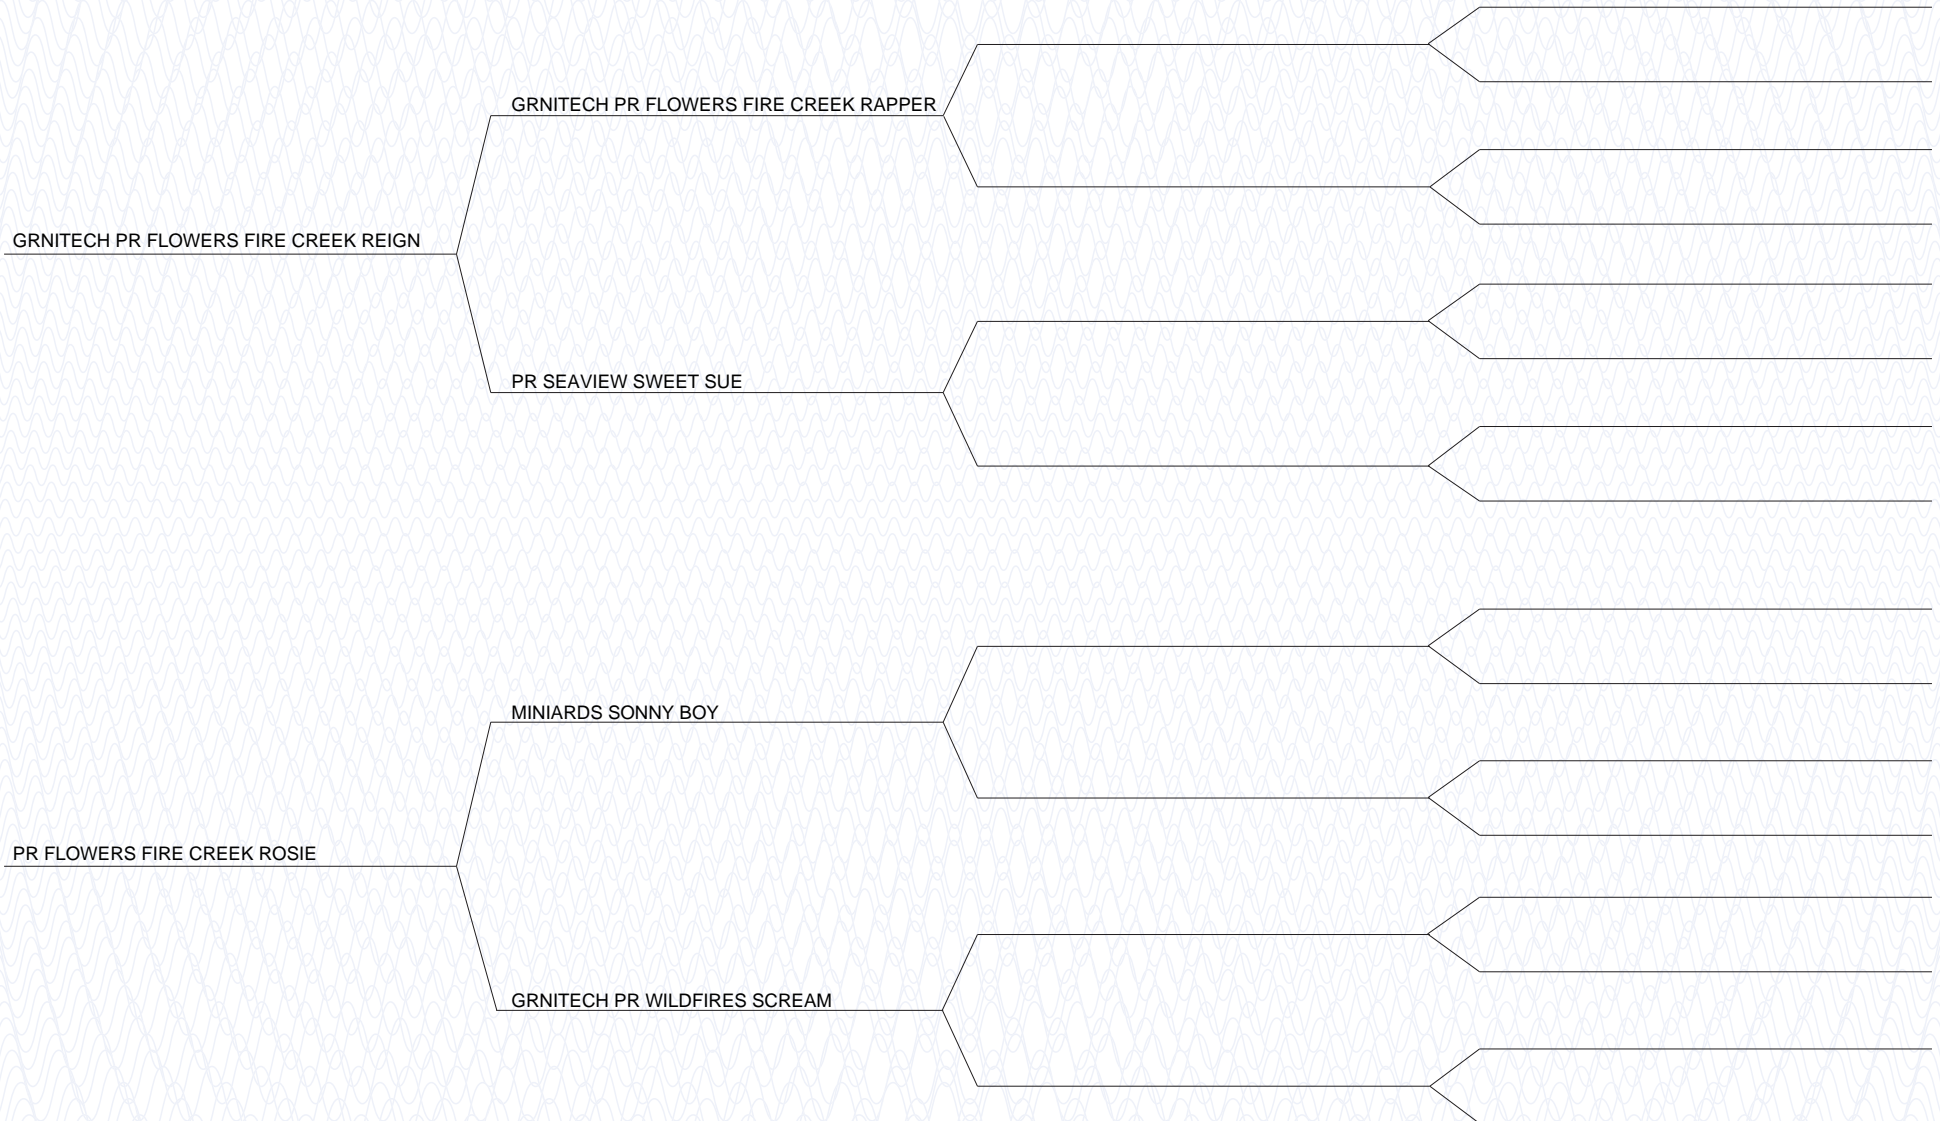 GRNITECH PR FLOWERS FIRE CREEK RAPPER
GRNITECH PR FLOWERS FIRE CREEK REIGN
PR SEAVIEW SWEET SUE
MINIARDS SONNY BOY
PR FLOWERS FIRE CREEK ROSIE
GRNITECH PR WILDFIRES SCREAM